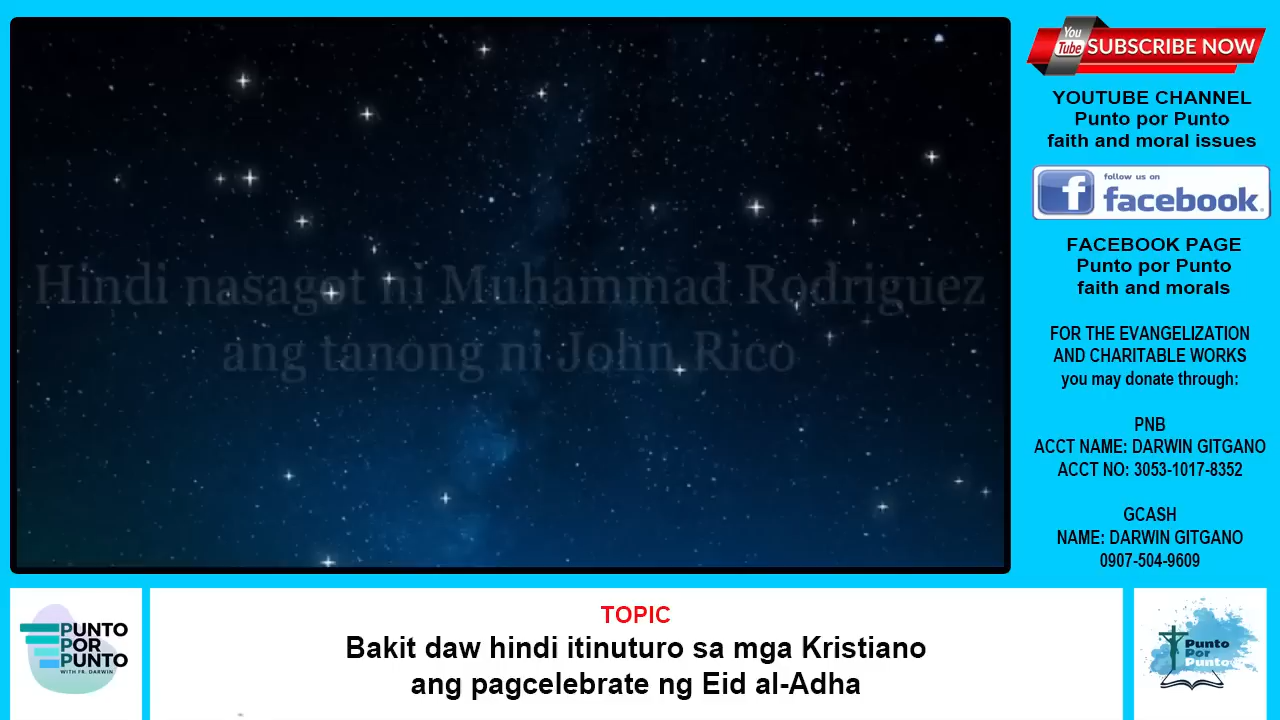 Hindi nasagot ni Muhammad Rodriguez
ang tanong ni John Rico
You
Tube
SUBSCRIBE NOW
YOUTUBE CHANNEL
Punto por Punto
faith and moral issues
follow us on
facebook.
FACEBOOK PAGE
Punto por Punto
faith and morals
FOR THE EVANGELIZATION
AND CHARITABLE WORKS
you may donate through:
PNB
ACCT NAME: DARWIN GITGANO
ACCT NO: 3053-1017-8352
GCASH
NAME: DARWIN GITGANO
0907-504-9609
PUNTO
POR
PUNTO
WITH FR. DARWIN
TOPIC
Bakit daw hindi itinuturo sa mga Kristiano
ang pagcelebrate ng Eid al-Adha
Punto
Por
Punto